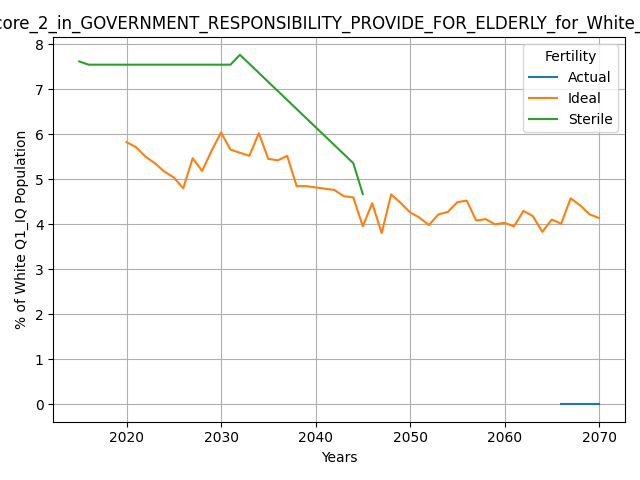 core_2_in_GOVERNMENT_RESPONSIBILITY_PROVIDE_FOR_ELDERLY_for_White_
8
7
6
5
4
3
2
1
0
% of White Q1_IQ Population
Fertility
Actual
Ideal
Sterile
2020 2030 2040 2050 2060 2070
Years